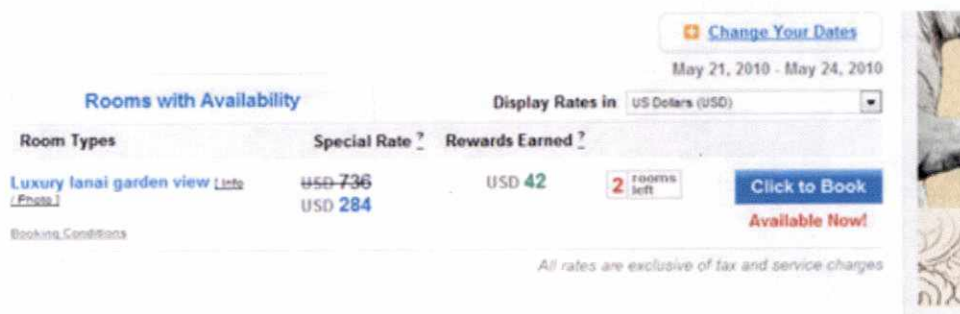 Change Your Dates
May 21, 2010 - May 24, 2010
Rooms with Availability
Display Rates in US Dollars (USD)
Room Types Special Rate ? Rewards Earned ?
Luxury lanai garden view [ Info
/ Photo ]
USD 736
USD 284
USD 42
2 rooms
left
Click to Book
Available Now!
Booking Conditions
All rates are exclusive of tax and service charges